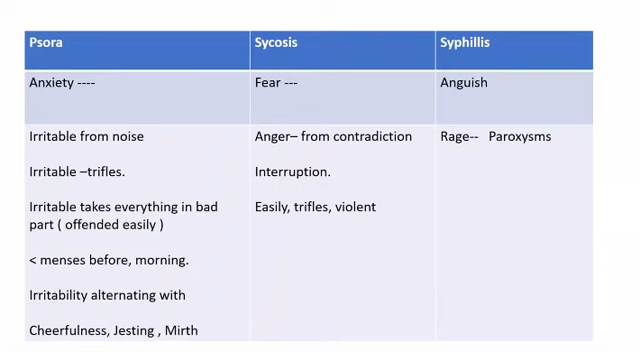 Psora Sycosis Syphillis
Anxiety ---- Fear --- Anguish
Irritable from noise Anger– from contradiction Rage-- Paroxysms
Irritable –trifles. Interruption.
Irritable takes everything in bad Easily, trifles, violent
part ( offended easily )
< menses before, morning.
Irritability alternating with
Cheerfulness, Jesting , Mirth